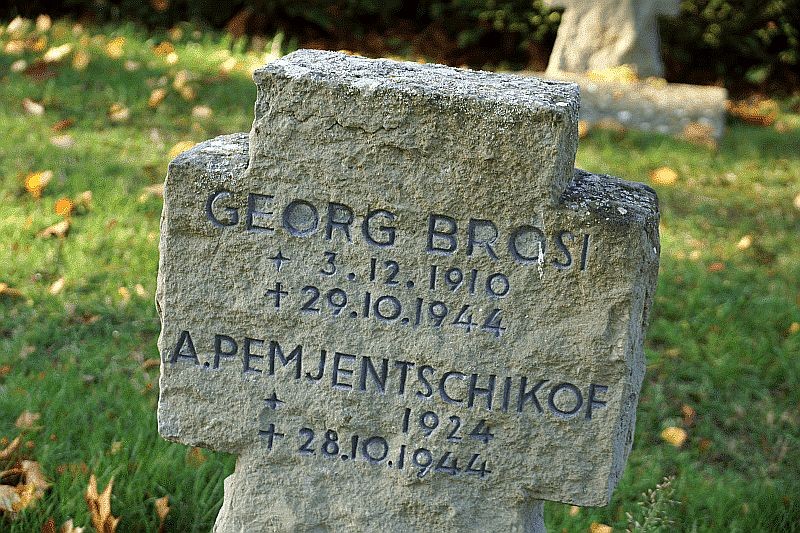 GEORG BROSI
✦ 3.12.1910
✝ 29.10.1944
A.PEMJENTSCHIKOF
✦ 1924
✝ 28.10.1944